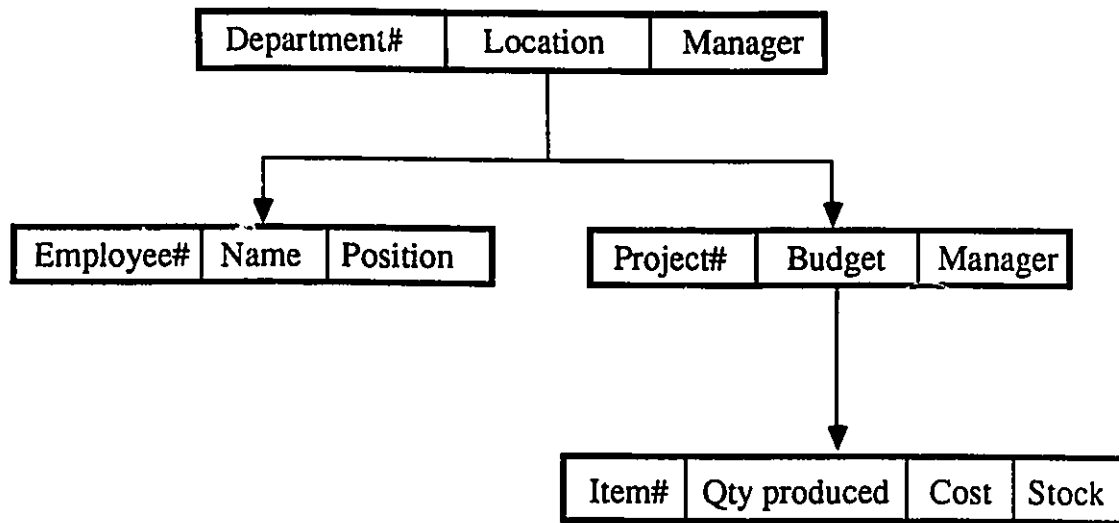 Department# Location Manager
Employee# Name Position
Project# Budget Manager
Item# Qty produced Cost Stock